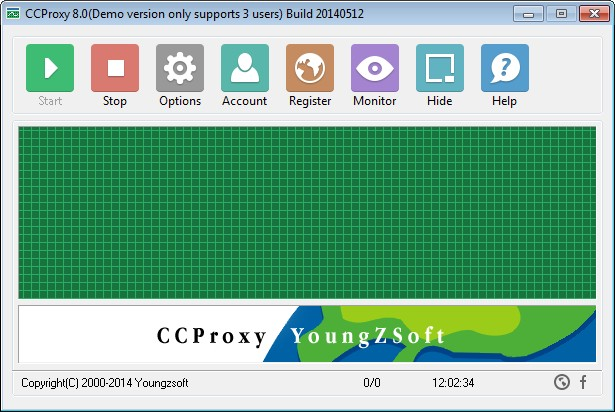 CCProxy 8.0(Demo version only supports 3 users) Build 20140512
Start Stop Options Account Register Monitor Hide Help
CCProxy YoungZSoft
Copyright(C) 2000-2014 Youngzsoft 0/0 12:02:34